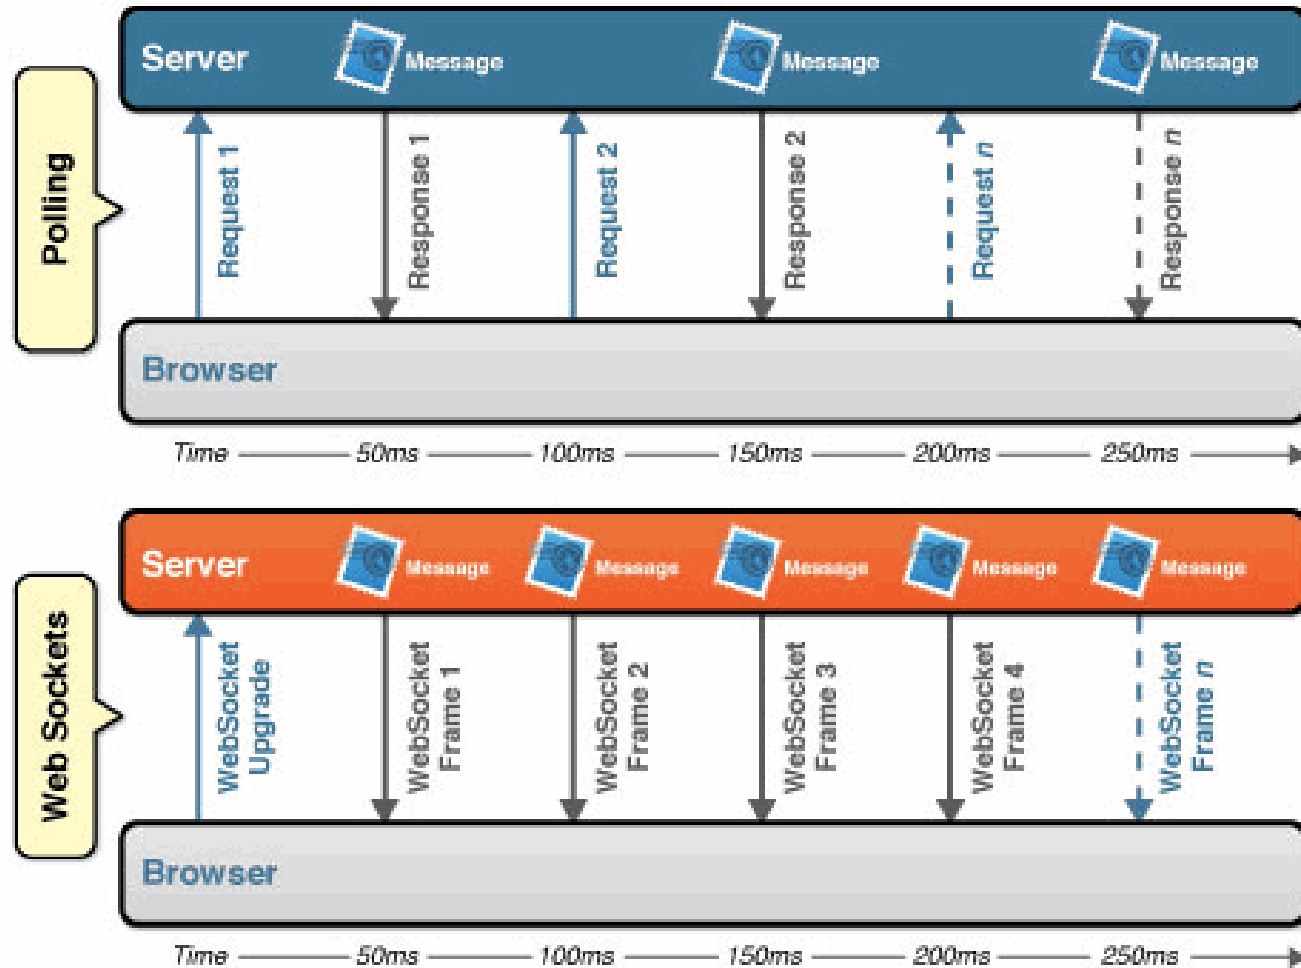 Polling
Server
Message
Message
Message
Request 1
Response 1
Request 2
Response 2
Request n
Response n
Browser
Time 50ms 100ms 150ms 200ms 250ms
Web Sockets
Server
Message
Message
Message
Message
Message
WebSocket
Upgrade
WebSocket
Frame 1
WebSocket
Frame 2
WebSocket
Frame 3
WebSocket
Frame 4
WebSocket
Frame n
Browser
Time 50ms 100ms 150ms 200ms 250ms